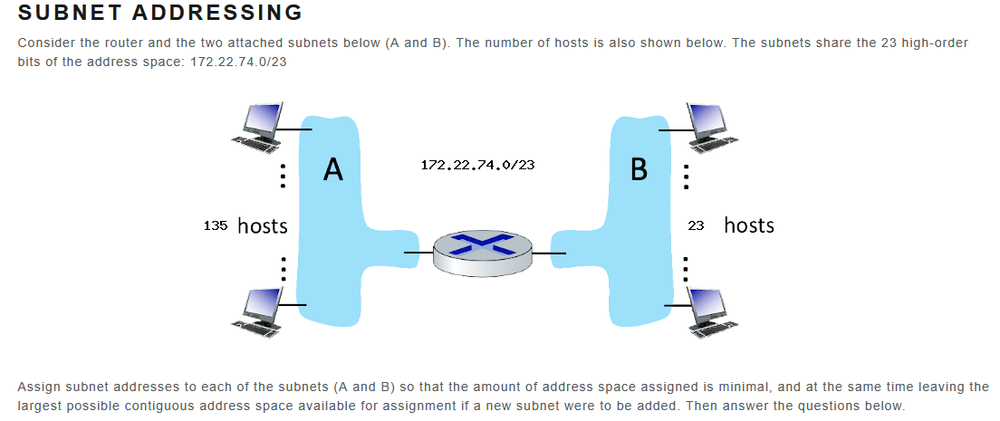 SUBNET ADDRESSING
Consider the router and the two attached subnets below (A and B). The number of hosts is also shown below. The subnets share the 23 high-order
bits of the address space: 172.22.74.0/23
A
172.22.74.0/23
B
135 hosts
23 hosts
Assign subnet addresses to each of the subnets (A and B) so that the amount of address space assigned is minimal, and at the same time leaving the
largest possible contiguous address space available for assignment if a new subnet were to be added. Then answer the questions below.